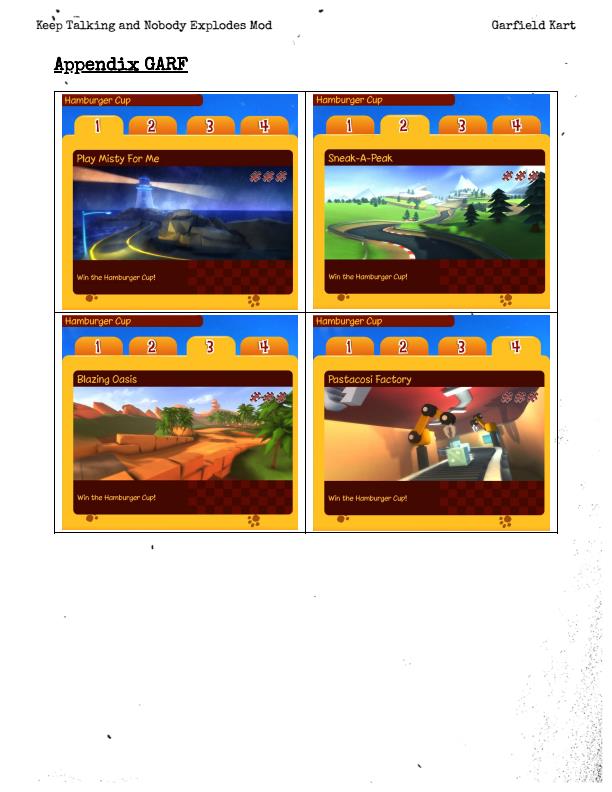 Keep Talking and Nobody Explodes Mod Garfield Kart
Appendix GARF
Hamburger Cup
1 2 3 4
Play Misty For Me
Win the Hamburger Cup!
Hamburger Cup
1 2 3 4
Sneak-A-Peak
Win the Hamburger Cup!
Hamburger Cup
1 2 3 4
Blazing Oasis
Win the Hamburger Cup!
Hamburger Cup
1 2 3 4
Pastacosi Factory
Win the Hamburger Cup!